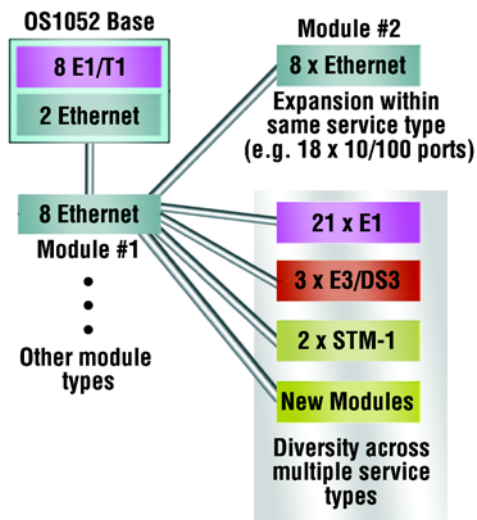 OS1052 Base
8 E1/T1
2 Ethernet
8 Ethernet
Module #1
Other module
types
Module #2
8 x Ethernet
Expansion within
same service type
(e.g. 18 x 10/100 ports)
21 x E1
3 x E3/DS3
2 x STM-1
New Modules
Diversity across
multiple service
types